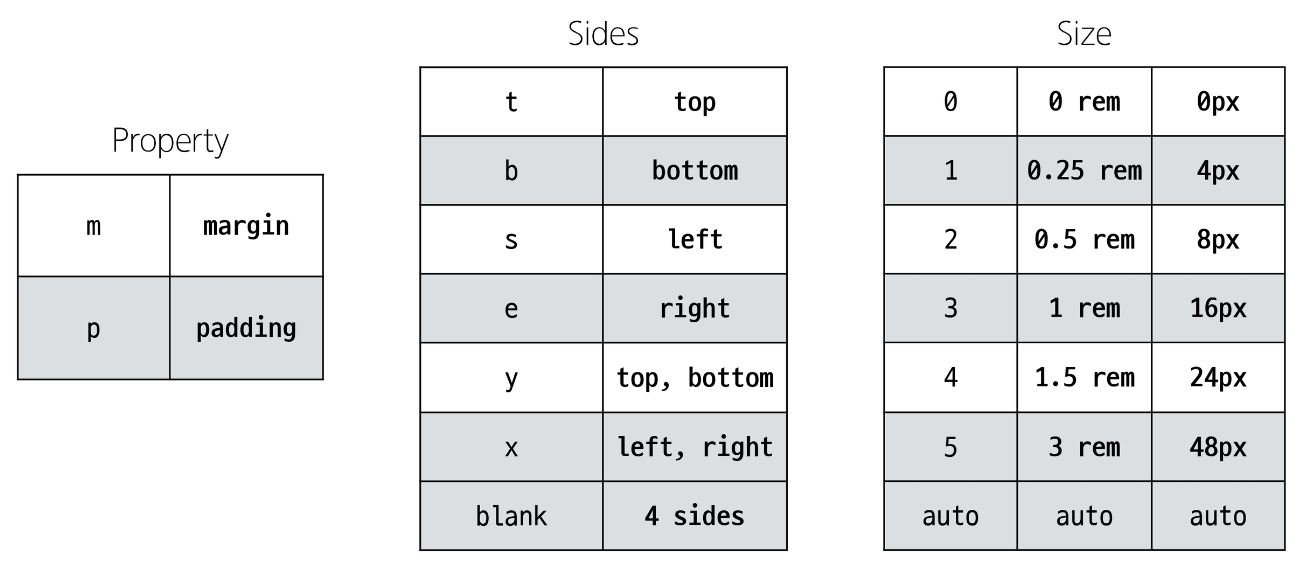 Property
m margin
p padding
Sides
t top
b bottom
s left
e right
y top, bottom
x left, right
blank 4 sides
Size
0 0 rem 0px
1 0.25 rem 4px
2 0.5 rem 8px
3 1 rem 16px
4 1.5 rem 24px
5 3 rem 48px
auto auto auto